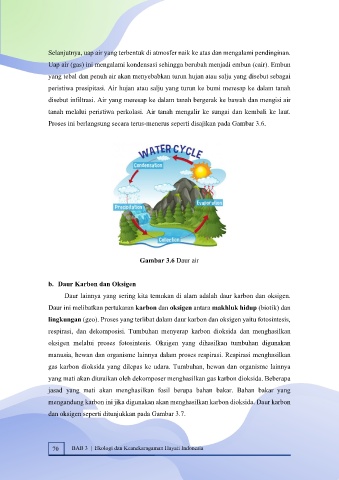 Selanjutnya, uap air yang terbentuk di atmosfer naik ke atas dan mengalami pendinginan.
Uap air (gas) ini mengalami kondensasi sehingga berubah menjadi embun (cair). Embun
yang tebal dan penuh air akan menyebabkan turun hujan atau salju yang disebut sebagai
peristiwa presipitasi. Air hujan atau salju yang turun ke bumi meresap ke dalam tanah
disebut infiltrasi. Air yang meresap ke dalam tanah bergerak ke bawah dan mengisi air
tanah melalui peristiwa perkolasi. Air tanah mengalir ke sungai dan kembali ke laut.
Proses ini berlangsung secara terus-menerus seperti disajikan pada Gambar 3.6.
WATER CYCLE
Condensation
Precipitation
Evaporation
Collection
Gambar 3.6 Daur air
b. Daur Karbon dan Oksigen
Daur lainnya yang sering kita temukan di alam adalah daur karbon dan oksigen.
Daur ini melibatkan pertukaran karbon dan oksigen antara makhluk hidup (biotik) dan
lingkungan (geo). Proses yang terlibat dalam daur karbon dan oksigen yaitu fotosintesis,
respirasi, dan dekomposisi. Tumbuhan menyerap karbon dioksida dan menghasilkan
oksigen melalui proses fotosintesis. Oksigen yang dihasilkan tumbuhan digunakan
manusia, hewan dan organisme lainnya dalam proses respirasi. Respirasi menghasilkan
gas karbon dioksida yang dilepas ke udara. Tumbuhan, hewan dan organisme lainnya
yang mati akan diuraikan oleh dekomposer menghasilkan gas karbon dioksida. Beberapa
jasad yang mati akan menghasilkan fosil berupa bahan bakar. Bahan bakar yang
mengandung karbon ini jika digunakan akan menghasilkan karbon dioksida. Daur karbon
dan oksigen seperti ditunjukkan pada Gambar 3.7.
70 BAB 3 | Ekologi dan Keanekaragaman Hayati Indonesia